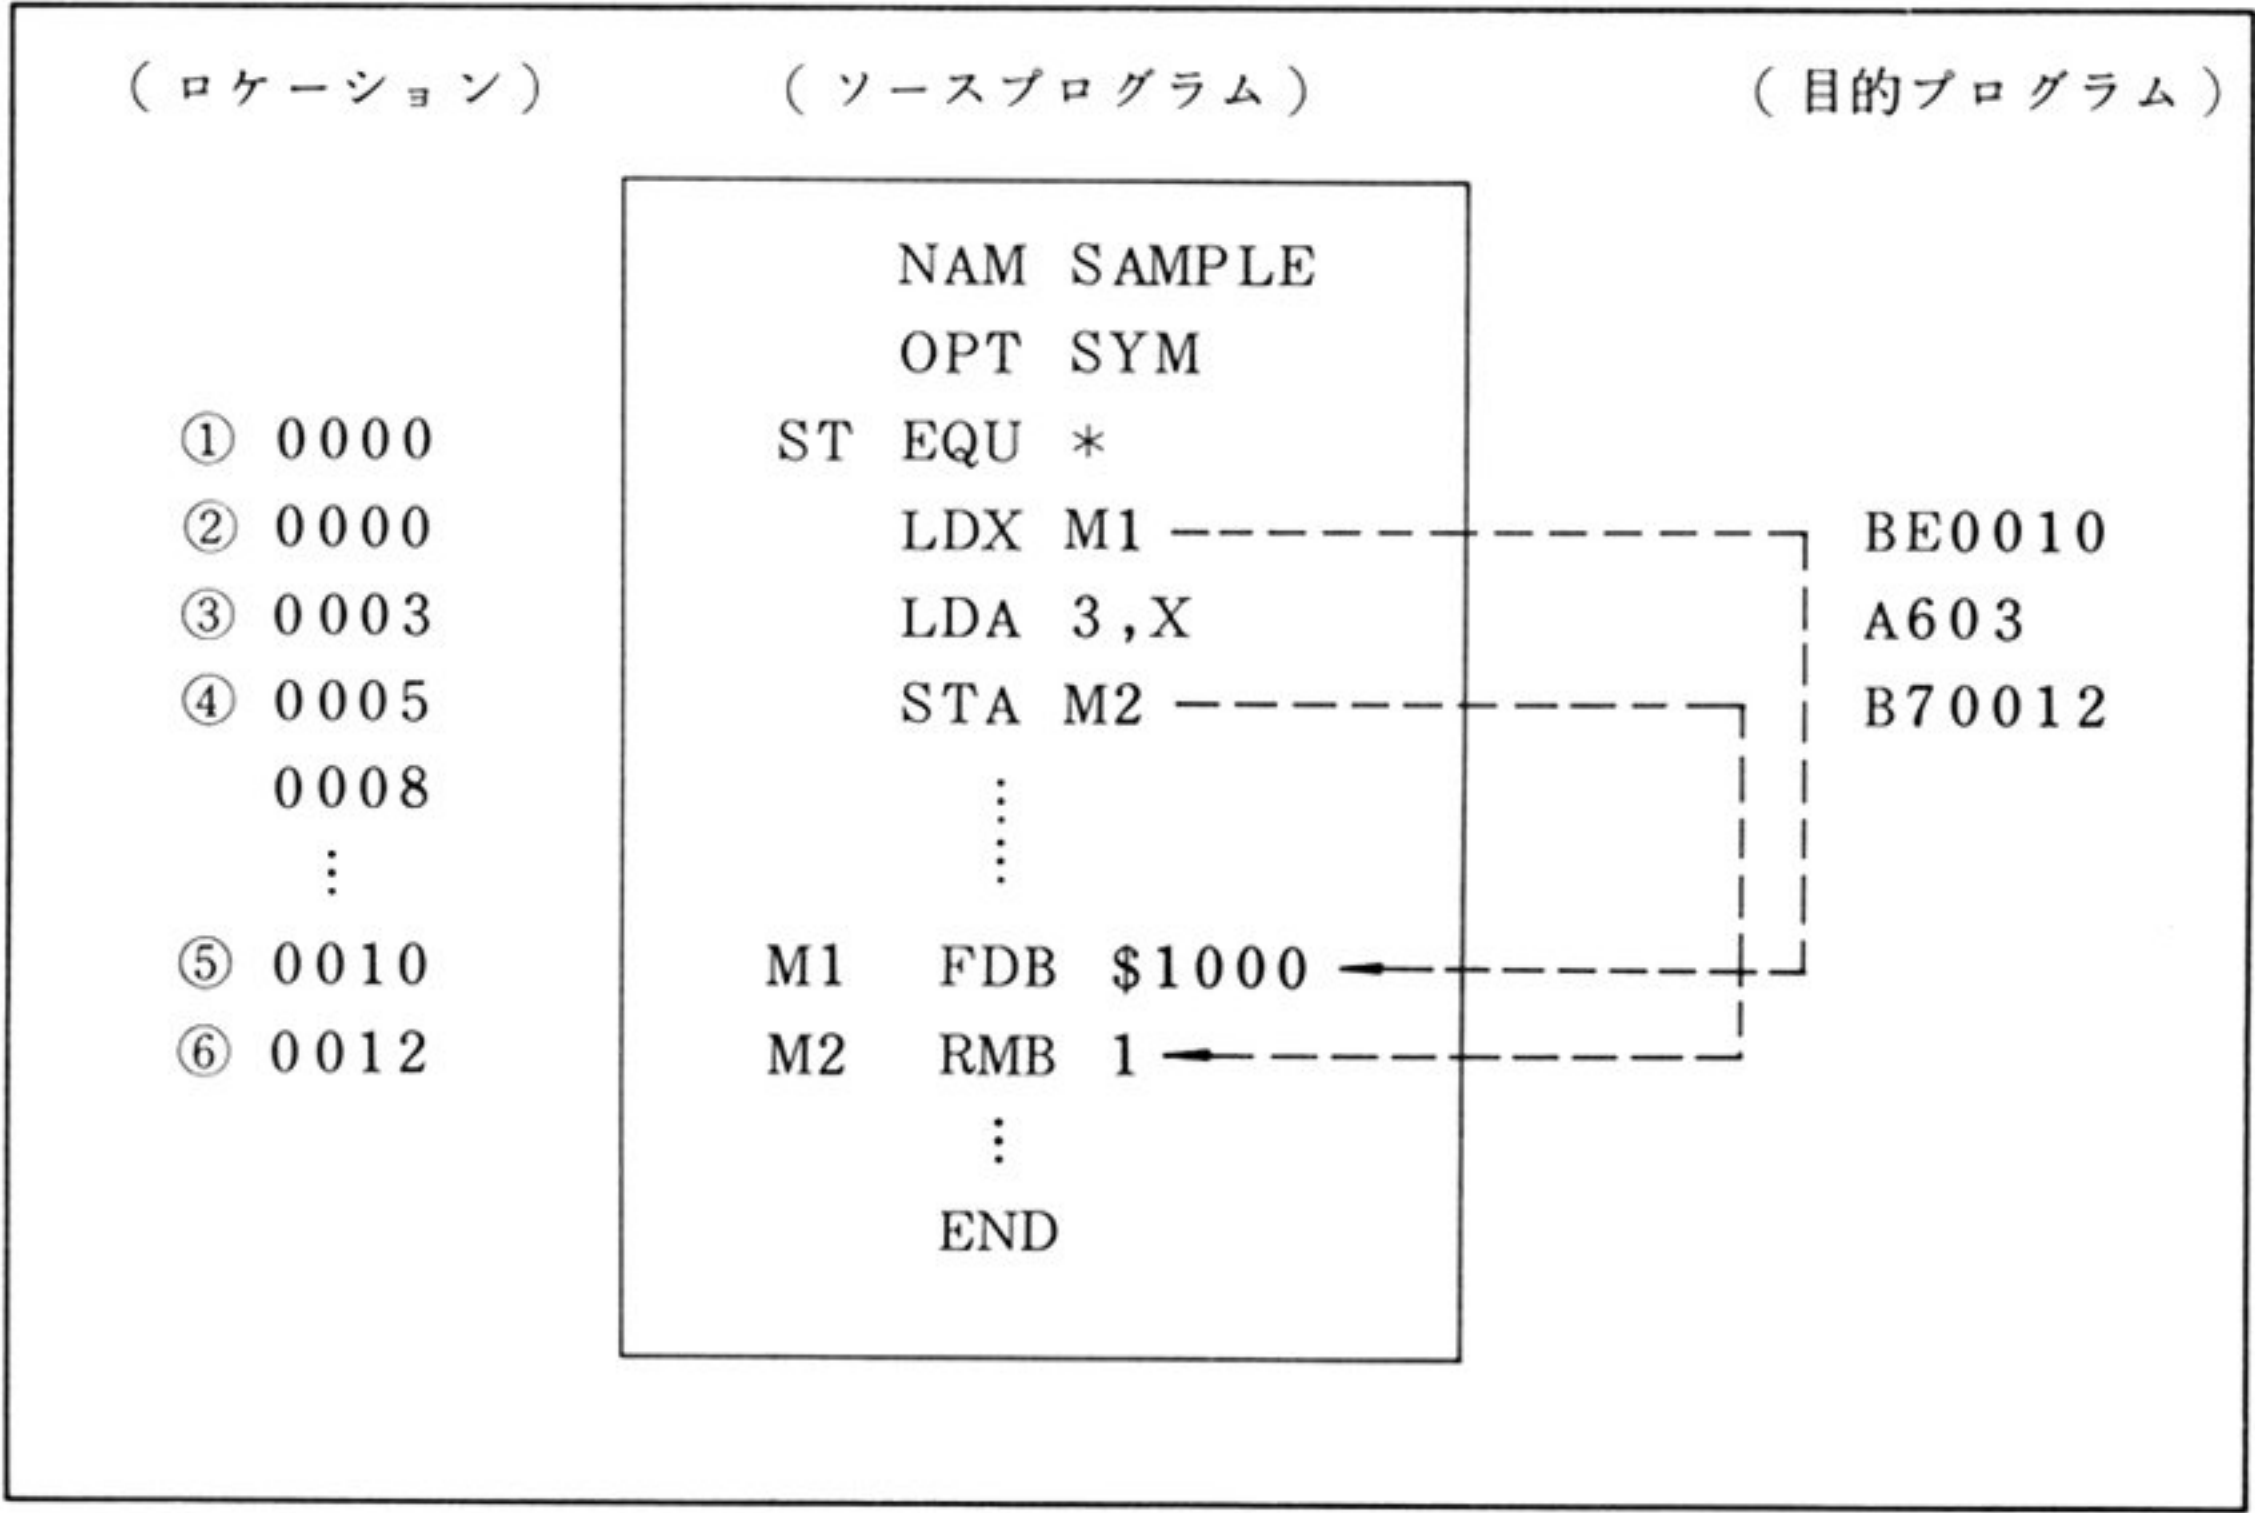 (ロケーション) (ソースプログラム) (目的プログラム)
NAM SAMPLE
OPT SYM
① 0000 ST EQU *
② 0000 LDX M1 BE0010
③ 0003 LDA 3,X A603
④ 0005 STA M2 B70012
0008 ⋮
⋮
⑤ 0010 M1 FDB $1000
⑥ 0012 M2 RMB 1
⋮
END